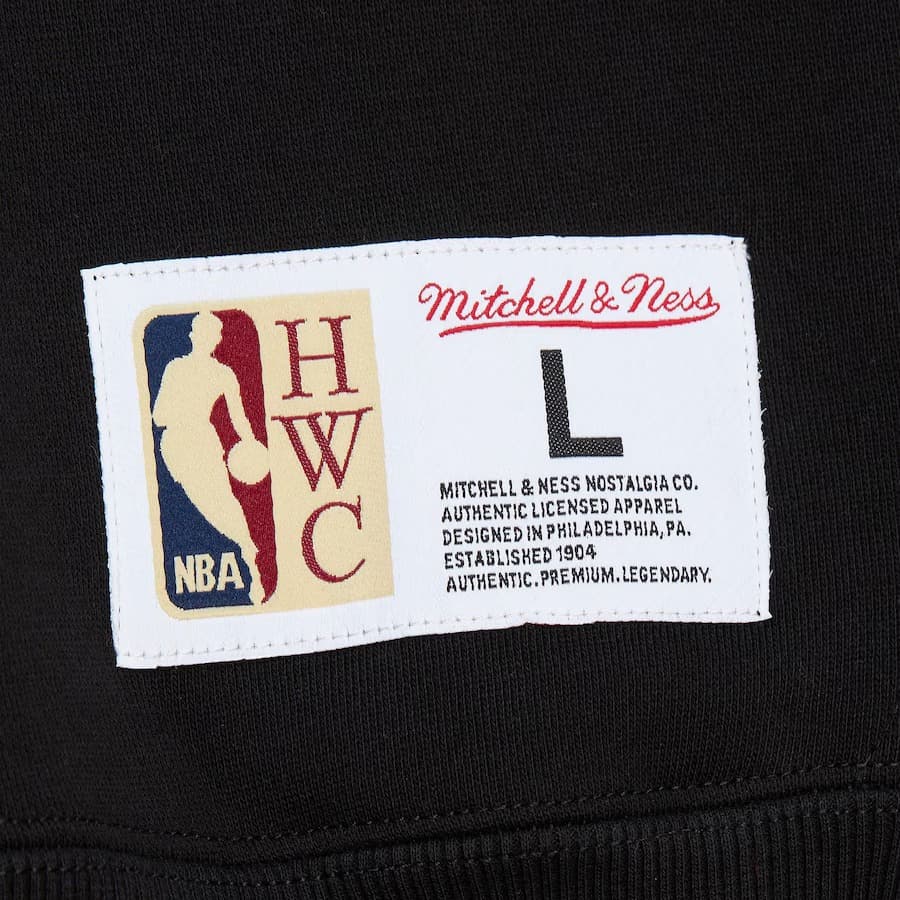 H
W
C
NBA
Mitchell & Ness
L
MITCHELL & NESS NOSTALGIA CO.
AUTHENTIC LICENSED APPAREL
DESIGNED IN PHILADELPHIA, PA.
ESTABLISHED 1904
AUTHENTIC. PREMIUM. LEGENDARY.